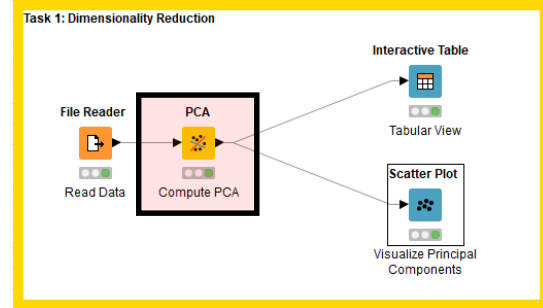 Task 1: Dimensionality Reduction
Interactive Table
Tabular View
File Reader
Read Data
PCA
Compute PCA
Scatter Plot
Visualize Principal
Components